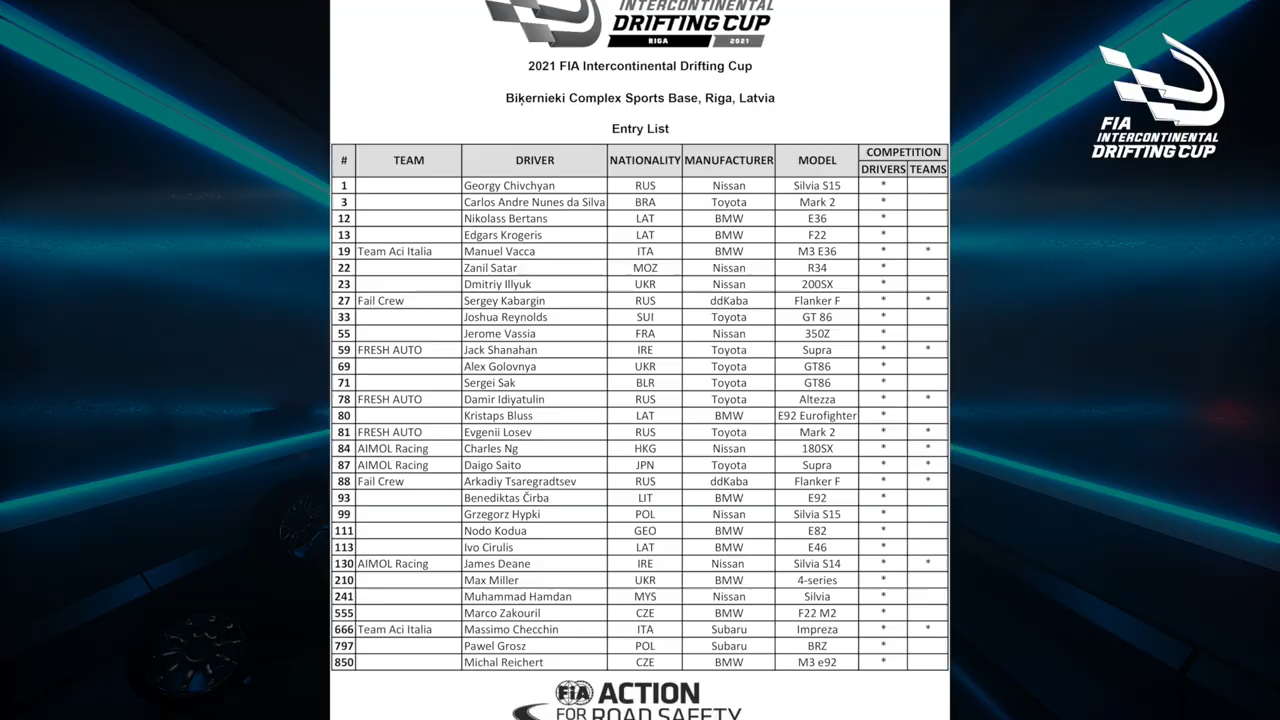 INTERCONTINENTAL
DRIFTING CUP
RIGA 2021
FIA
INTERCONTINENTAL
DRIFTING CUP
2021 FIA Intercontinental Drifting Cup
Biķernieki Complex Sports Base, Riga, Latvia
Entry List
# TEAM DRIVER NATIONALITY MANUFACTURER MODEL COMPETITION
DRIVERS TEAMS
1 Georgy Chivchyan RUS Nissan Silvia S15 *
3 Carlos Andre Nunes da Silva BRA Toyota Mark 2 *
12 Nikolass Bertans LAT BMW E36 *
13 Edgars Krogeris LAT BMW F22 *
19 Team Aci Italia Manuel Vacca ITA BMW M3 E36 * *
22 Zanil Satar MOZ Nissan R34 *
23 Dmitriy Illyuk UKR Nissan 200SX *
27 Fail Crew Sergey Kabargin RUS ddKaba Flanker F * *
33 Joshua Reynolds SUI Toyota GT 86 *
55 Jerome Vassia FRA Nissan 350Z *
59 FRESH AUTO Jack Shanahan IRE Toyota Supra * *
69 Alex Golovnya UKR Toyota GT86 *
71 Sergei Sak BLR Toyota GT86 *
78 FRESH AUTO Damir Idiyatulin RUS Toyota Altezza * *
80 Kristaps Bluss LAT BMW E92 Eurofighter *
81 FRESH AUTO Evgenii Losev RUS Toyota Mark 2 * *
84 AIMOL Racing Charles Ng HKG Nissan 180SX * *
87 AIMOL Racing Daigo Saito JPN Toyota Supra * *
88 Fail Crew Arkadiy Tsaregradtsev RUS ddKaba Flanker F * *
93 Benediktas Čirba LIT BMW E92 *
99 Grzegorz Hypki POL Nissan Silvia S15 *
111 Nodo Kodua GEO BMW E82 *
113 Ivo Cirulis LAT BMW E46 *
130 AIMOL Racing James Deane IRE Nissan Silvia S14 * *
210 Max Miller UKR BMW 4-series *
241 Muhammad Hamdan MYS Nissan Silvia *
555 Marco Zakouril CZE BMW F22 M2 *
666 Team Aci Italia Massimo Checchin ITA Subaru Impreza * *
797 Pawel Grosz POL Subaru BRZ *
850 Michal Reichert CZE BMW M3 e92 *
FIA ACTION
FOR ROAD SAFETY